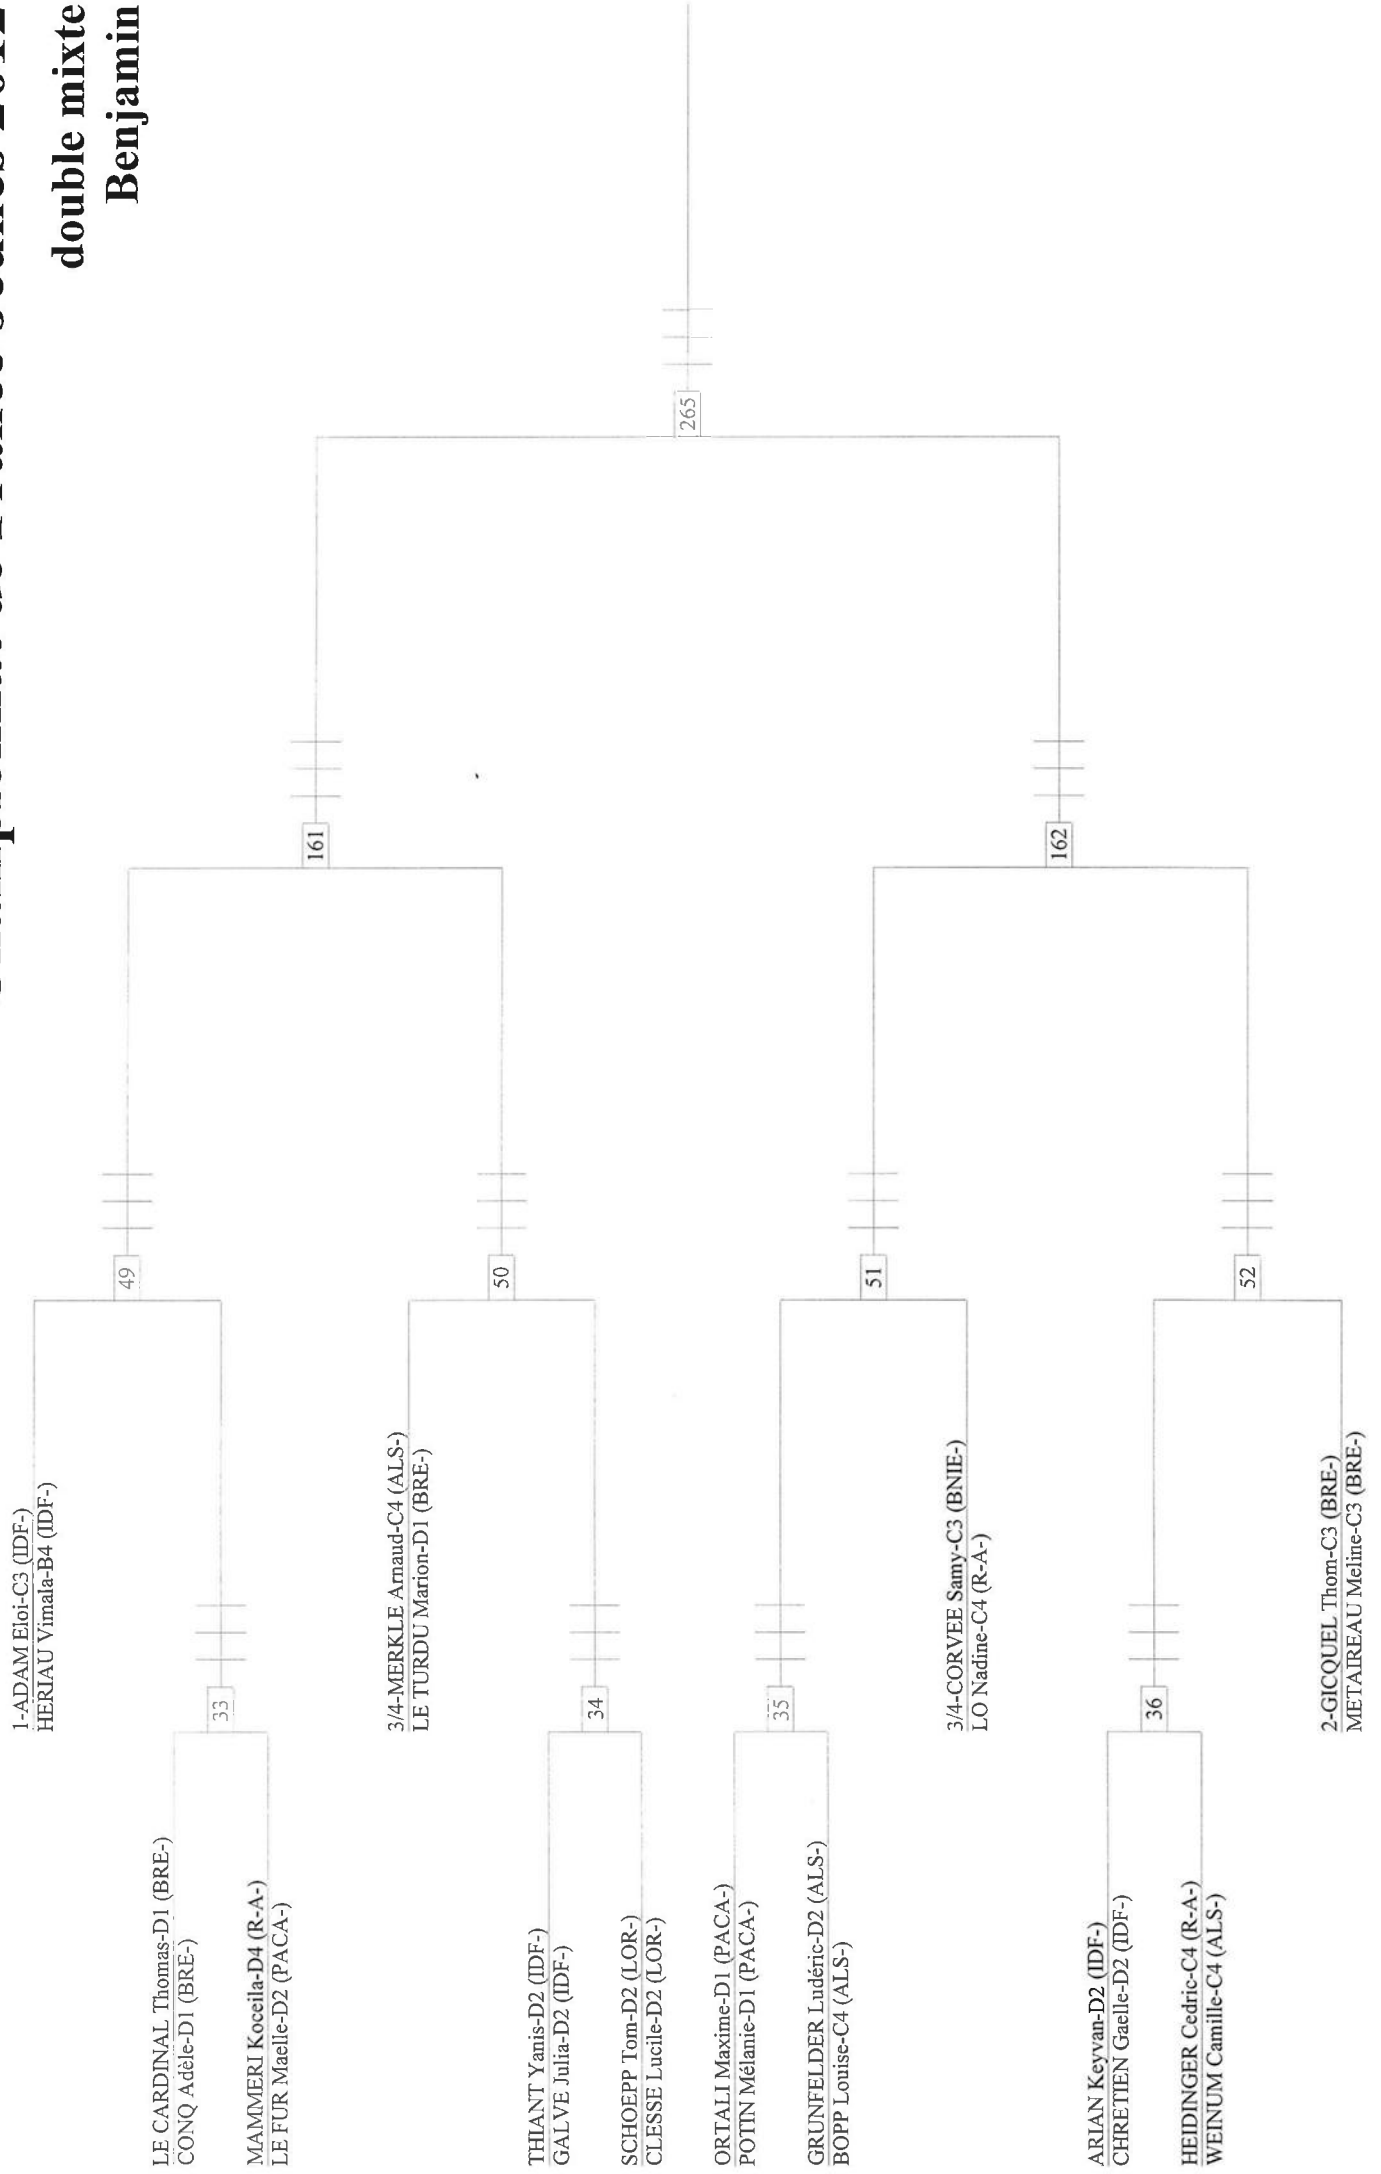 double mixte
Benjamin
1-ADAM Eloi-C3 (IDF-)
HERIAU Vimala-B4 (IDF-)
49
LE CARDINAL Thomas-D1 (BRE-)
CONQ Adèle-D1 (BRE-)
33
MAMMERI Koceila-D4 (R-A-)
LE FUR Maelle-D2 (PACA-)
161
3/4-MERKLE Arnaud-C4 (ALS-)
LE TURDU Marion-D1 (BRE-)
50
THIANT Yanis-D2 (IDF-)
GALVE Julia-D2 (IDF-)
34
SCHOEPP Tom-D2 (LOR-)
CLESSE Lucile-D2 (LOR-)
265
ORTALI Maxime-D1 (PACA-)
POTIN Mélanie-D1 (PACA-)
35
GRUNFELDER Ludéric-D2 (ALS-)
BOPP Louise-C4 (ALS-)
51
3/4-CORVEE Samy-C3 (BNIE-)
LO Nadine-C4 (R-A-)
162
ARIAN Keyvan-D2 (IDF-)
CHRETIEN Gaelle-D2 (IDF-)
36
HEIDINGER Cedric-C4 (R-A-)
WEINUM Camille-C4 (ALS-)
52
2-GICQUEL Thom-C3 (BRE-)
METAIREAU Meline-C3 (BRE-)